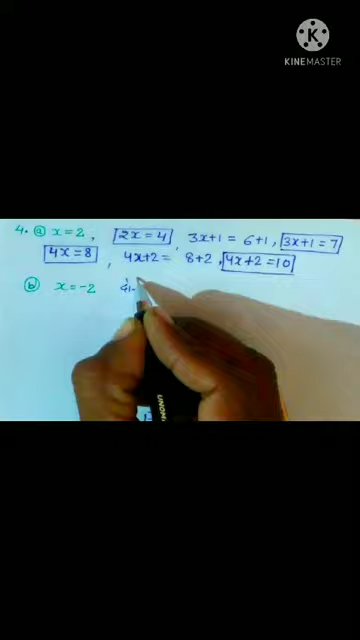 K
KINEMASTER
4. ⓐ x = 2, 2x = 4, 3x+1 = 6+1, 3x+1 = 7
4x = 8, 4x+2 = 8+2, 4x+2 = 10
ⓑ x = -2
UNOM